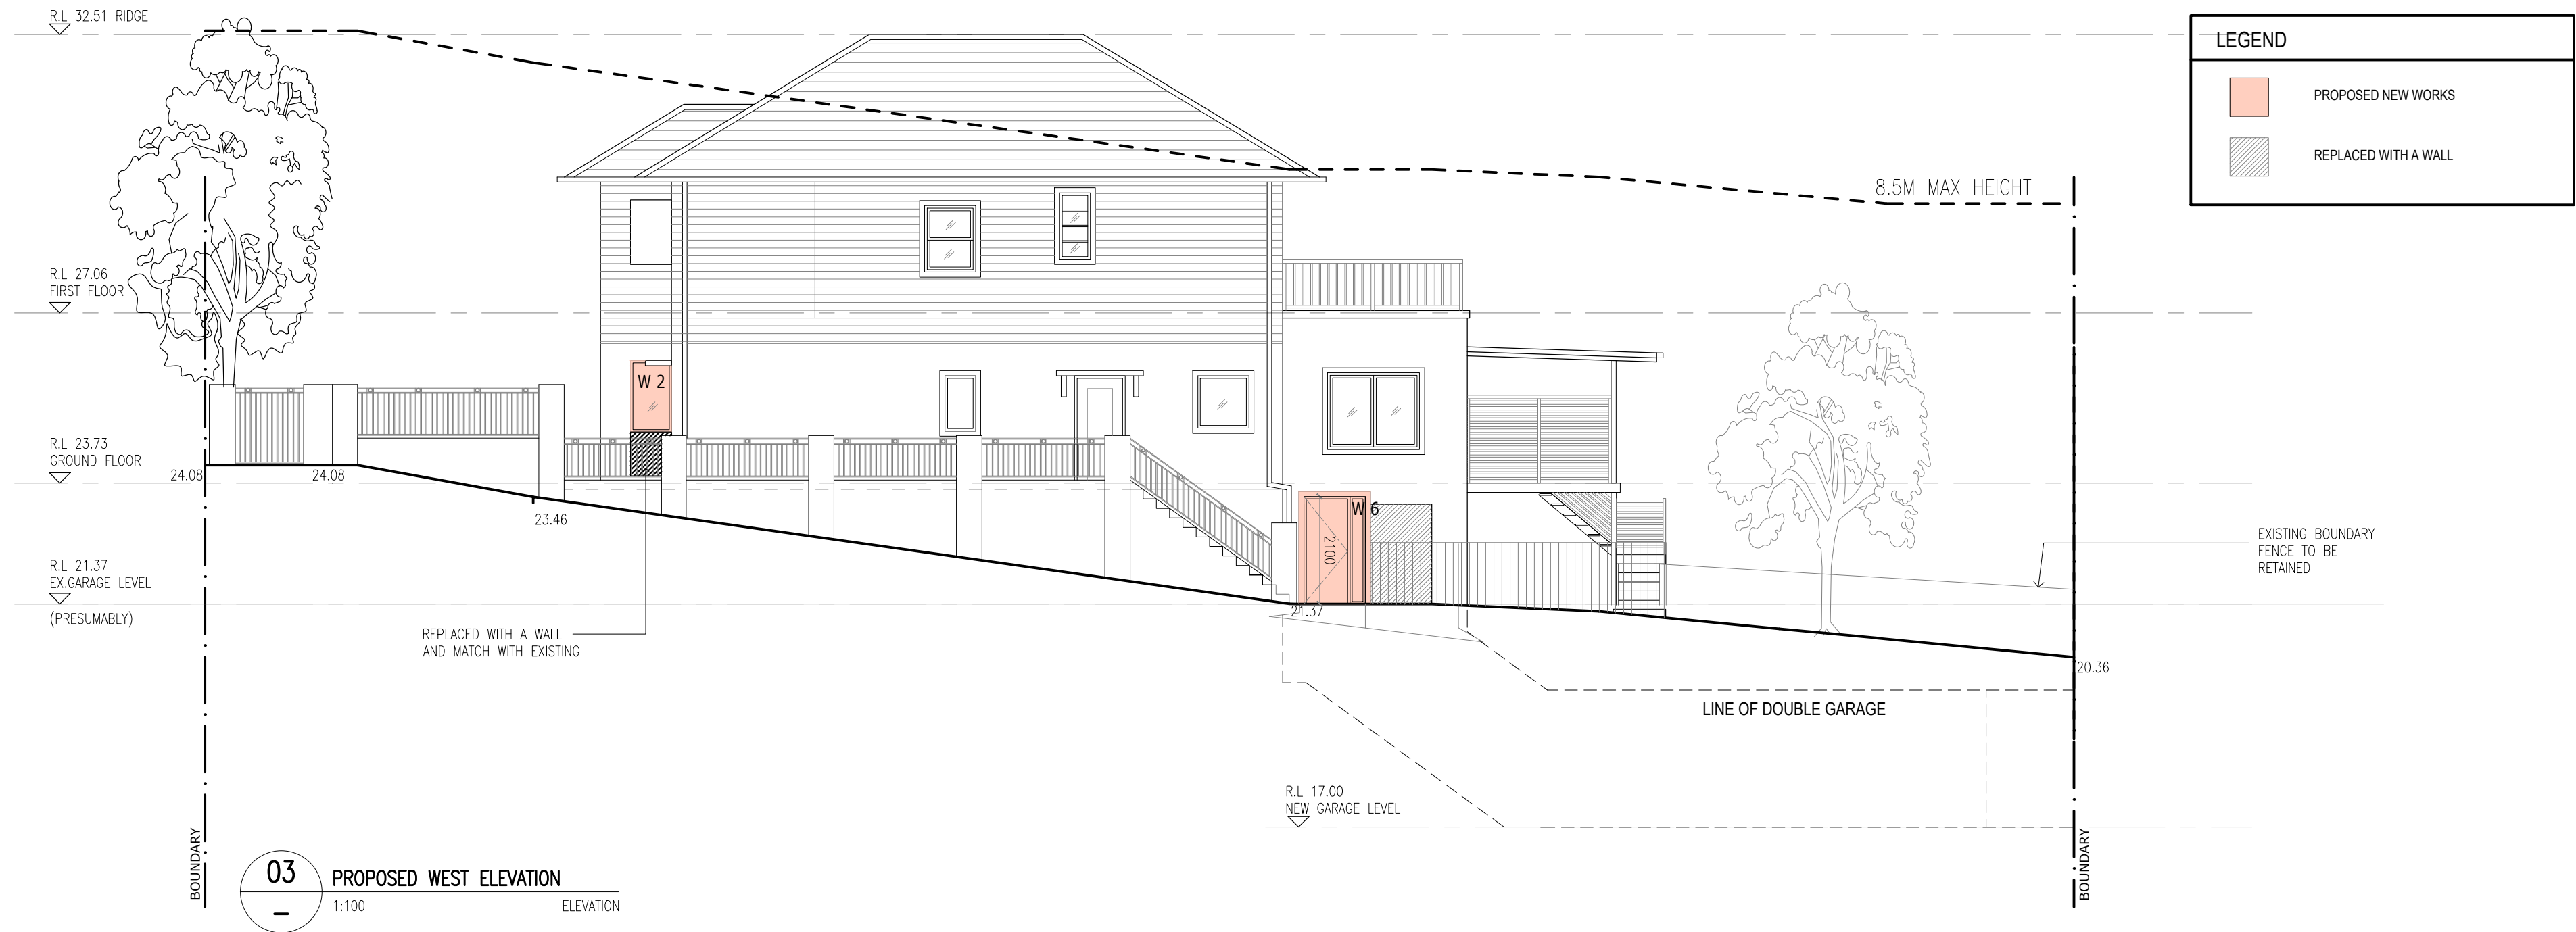 R.L 32.51 RIDGE
LEGEND
PROPOSED NEW WORKS
REPLACED WITH A WALL
8.5M MAX HEIGHT
R.L 27.06
FIRST FLOOR
W 2
R.L 23.73
GROUND FLOOR
24.08
24.08
23.46
W 6
2100
R.L 21.37
EX.GARAGE LEVEL
(PRESUMABLY)
21.37
EXISTING BOUNDARY
FENCE TO BE
RETAINED
REPLACED WITH A WALL
AND MATCH WITH EXISTING
20.36
LINE OF DOUBLE GARAGE
R.L 17.00
NEW GARAGE LEVEL
BOUNDARY
BOUNDARY
03
PROPOSED WEST ELEVATION
1:100
ELEVATION